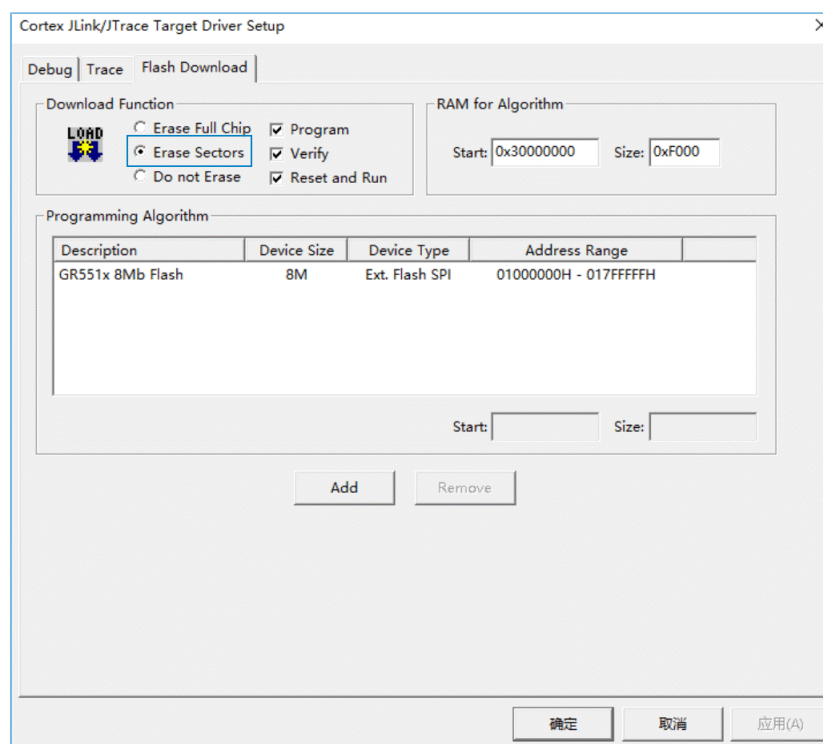 Cortex JLink/JTrace Target Driver Setup
Debug Trace Flash Download
Download Function
LOAD
Erase Full Chip Program
Erase Sectors Verify
Do not Erase Reset and Run
RAM for Algorithm
Start: 0x30000000 Size: 0xF000
Programming Algorithm
Description Device Size Device Type Address Range
GR551x 8Mb Flash 8M Ext. Flash SPI 01000000H - 017FFFFFH
Start: Size:
Add Remove
确定 取消 应用(A)